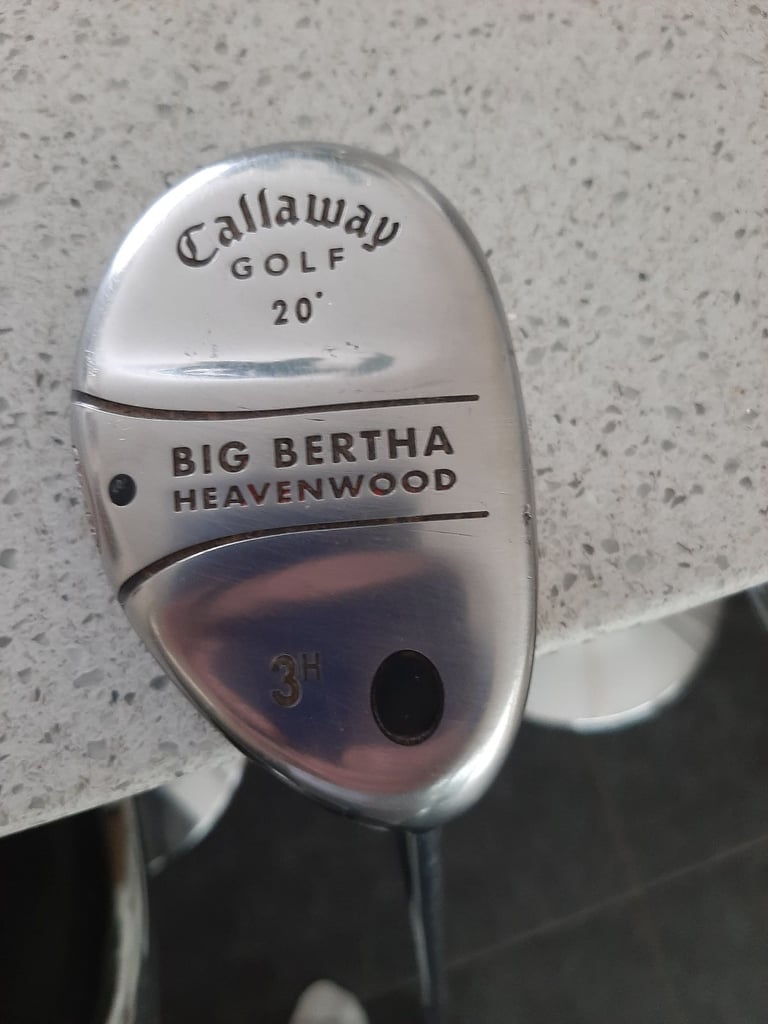 Callaway
GOLF
20°
BIG BERTHA
HEAVENWOOD
3H